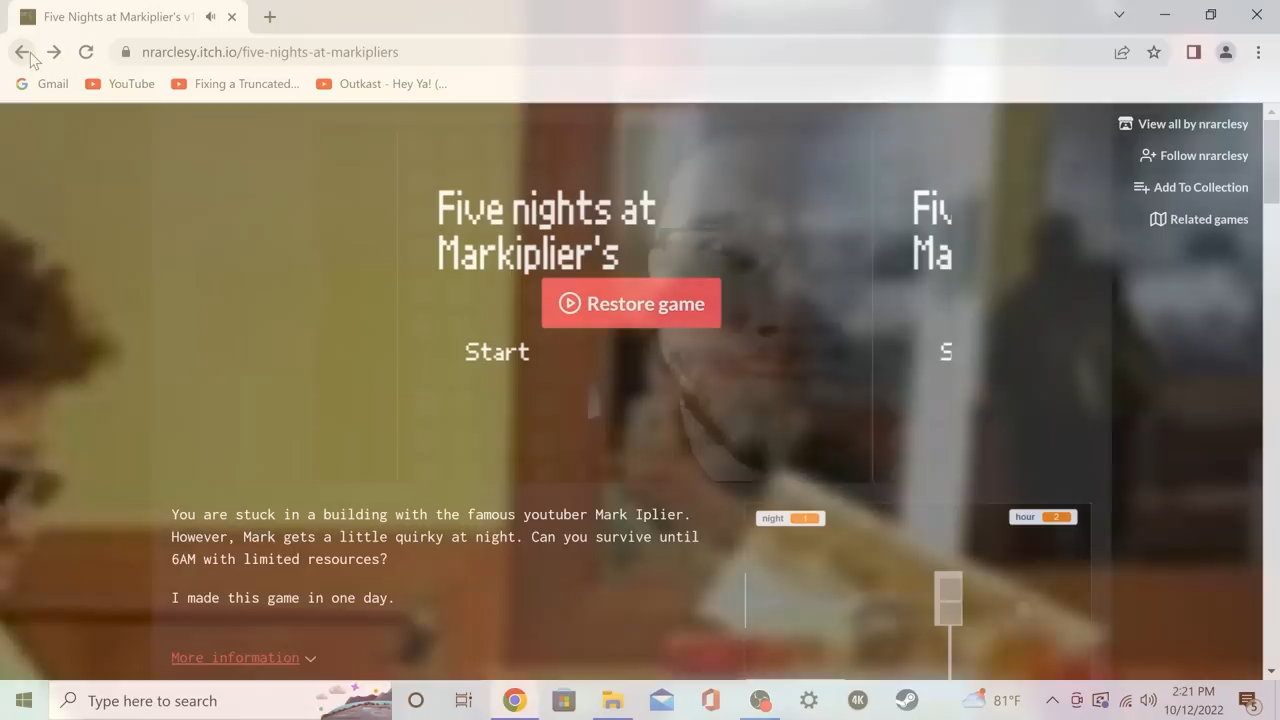 Five Nights at Markiplier's v1
nrarclesy.itch.io/five-nights-at-markipliers
Gmail
YouTube
Fixing a Truncated...
Outkast - Hey Ya! (...
View all by nrarclesy
Follow nrarclesy
Add To Collection
Related games
Five nights at
Markiplier's
Fiv
Ma
Restore game
Start
S
You are stuck in a building with the famous youtuber Mark Iplier.
However, Mark gets a little quirky at night. Can you survive until
6AM with limited resources?
I made this game in one day.
More information
night 1
hour 2
Type here to search
4K
81°F
2:21 PM
10/12/2022
5